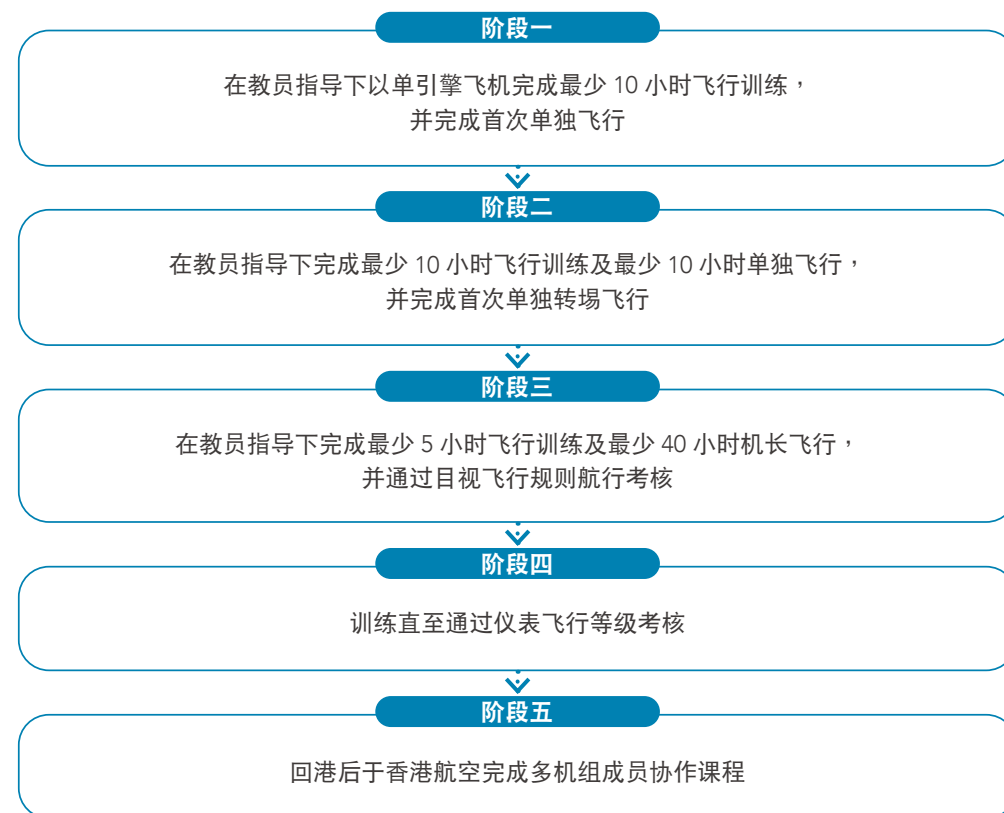 阶段一
在教员指导下以单引擎飞机完成最少 10 小时飞行训练，
并完成首次单独飞行
阶段二
在教员指导下完成最少 10 小时飞行训练及最少 10 小时单独飞行，
并完成首次单独转埸飞行
阶段三
在教员指导下完成最少 5 小时飞行训练及最少 40 小时机长飞行，
并通过目视飞行规则航行考核
阶段四
训练直至通过仪表飞行等级考核
阶段五
回港后于香港航空完成多机组成员协作课程